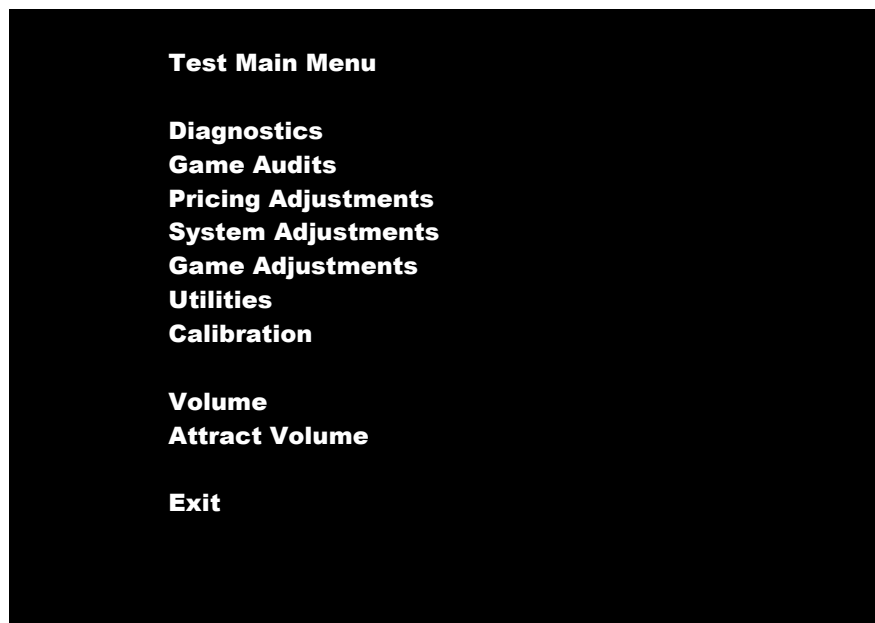 Test Main Menu
Diagnostics
Game Audits
Pricing Adjustments
System Adjustments
Game Adjustments
Utilities
Calibration
Volume
Attract Volume
Exit